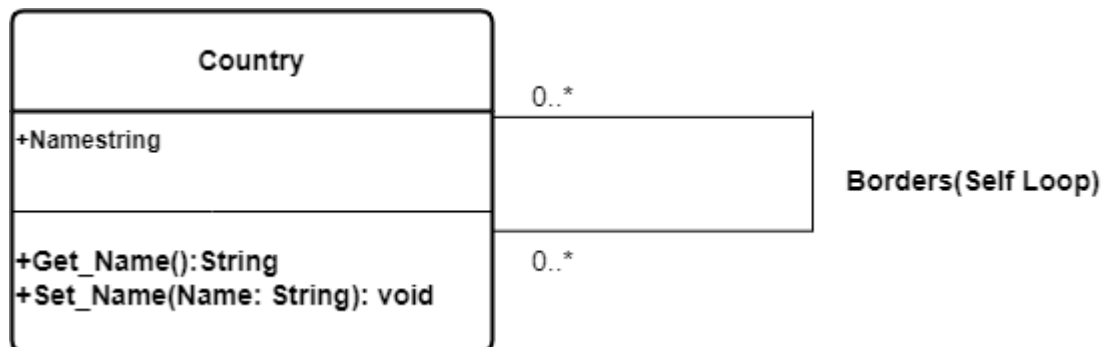 Country
0..*
+Namestring
Borders(Self Loop)
+Get_Name():String
0..*
+Set_Name(Name: String): void